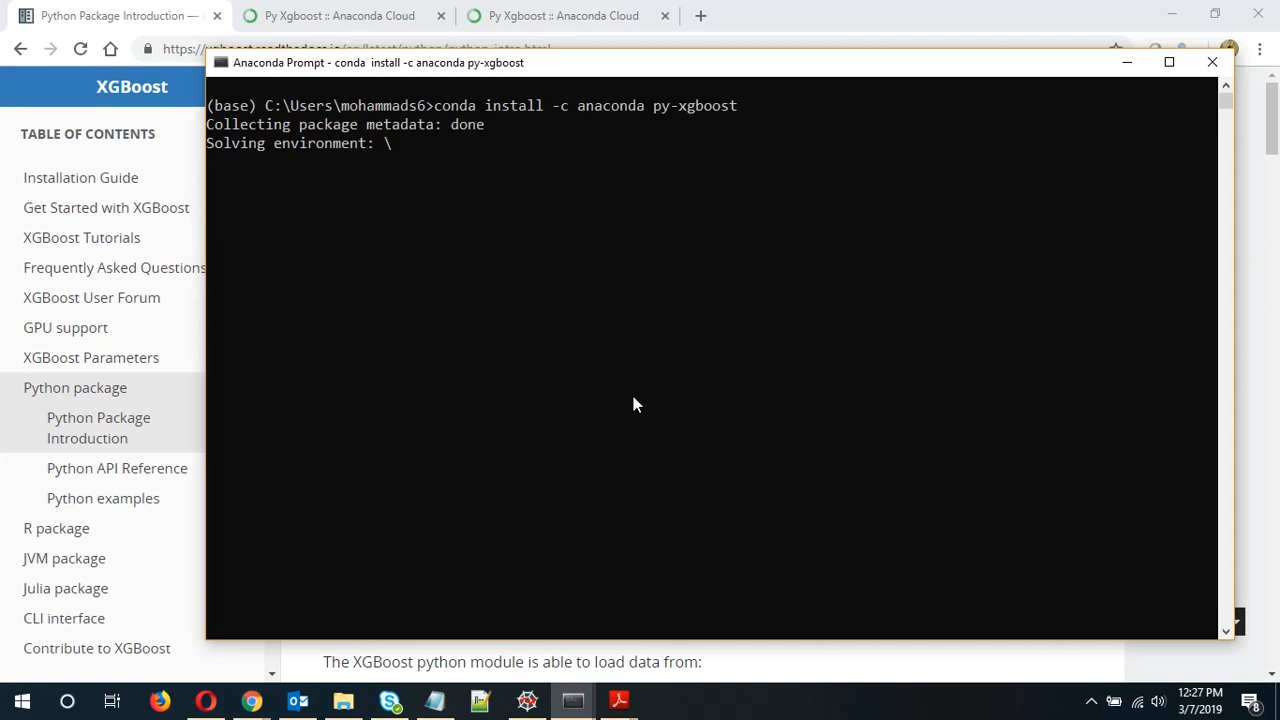 Python Package Introduction —
Py Xgboost :: Anaconda Cloud
Py Xgboost :: Anaconda Cloud
Anaconda Prompt - conda  install -c anaconda py-xgboost
(base) C:\Users\mohammads6>conda install -c anaconda py-xgboost
Collecting package metadata: done
Solving environment: \
XGBoost
TABLE OF CONTENTS
Installation Guide
Get Started with XGBoost
XGBoost Tutorials
Frequently Asked Questions
XGBoost User Forum
GPU support
XGBoost Parameters
Python package
Python Package
Introduction
Python API Reference
Python examples
R package
JVM package
Julia package
CLI interface
Contribute to XGBoost
The XGBoost python module is able to load data from:
12:27 PM
3/7/2019
8